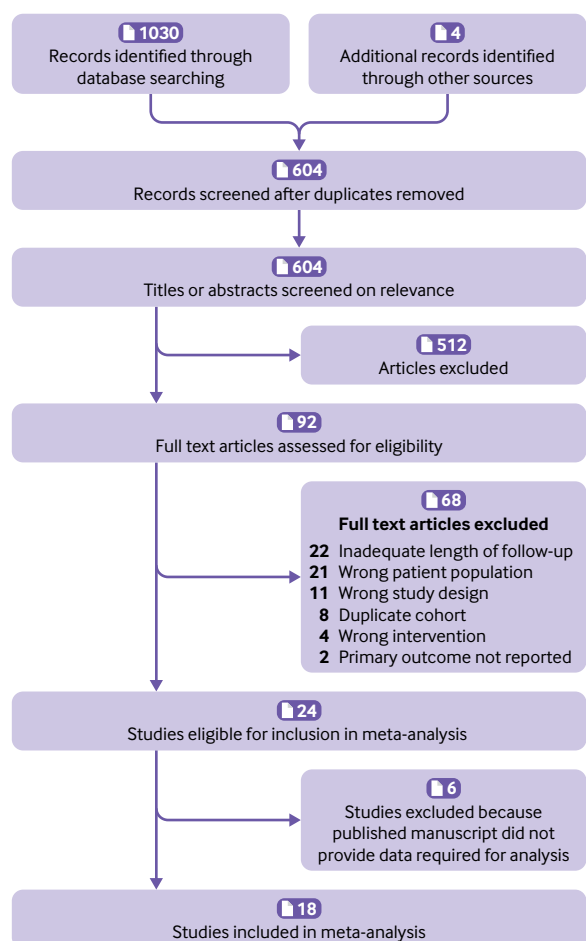 1030
Records identified through
database searching
4
Additional records identified
through other sources
604
Records screened after duplicates removed
604
Titles or abstracts screened on relevance
512
Articles excluded
92
Full text articles assessed for eligibility
68
Full text articles excluded
22 Inadequate length of follow-up
21 Wrong patient population
11 Wrong study design
8 Duplicate cohort
4 Wrong intervention
2 Primary outcome not reported
24
Studies eligible for inclusion in meta-analysis
6
Studies excluded because
published manuscript did not
provide data required for analysis
18
Studies included in meta-analysis